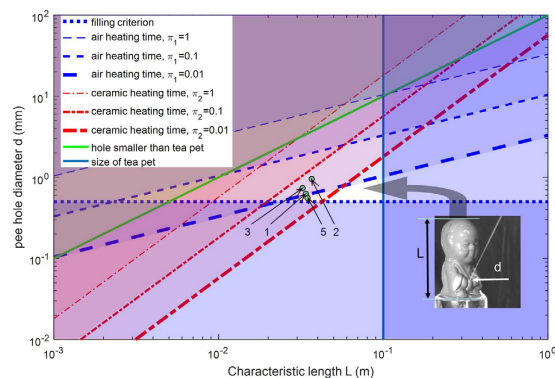 filling criterion
air heating time, π₁=1
air heating time, π₁=0.1
air heating time, π₁=0.01
ceramic heating time, π₂=1
ceramic heating time, π₂=0.1
ceramic heating time, π₂=0.01
hole smaller than tea pet
size of tea pet
10²
10¹
10⁰
10⁻¹
10⁻²
pee hole diameter d (mm)
3
1
5
2
L
d
10⁻³
10⁻²
10⁻¹
10⁰
Characteristic length L (m)